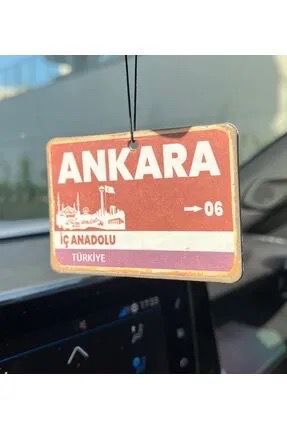 ANKARA
→06
İÇ ANADOLU
TÜRKİYE